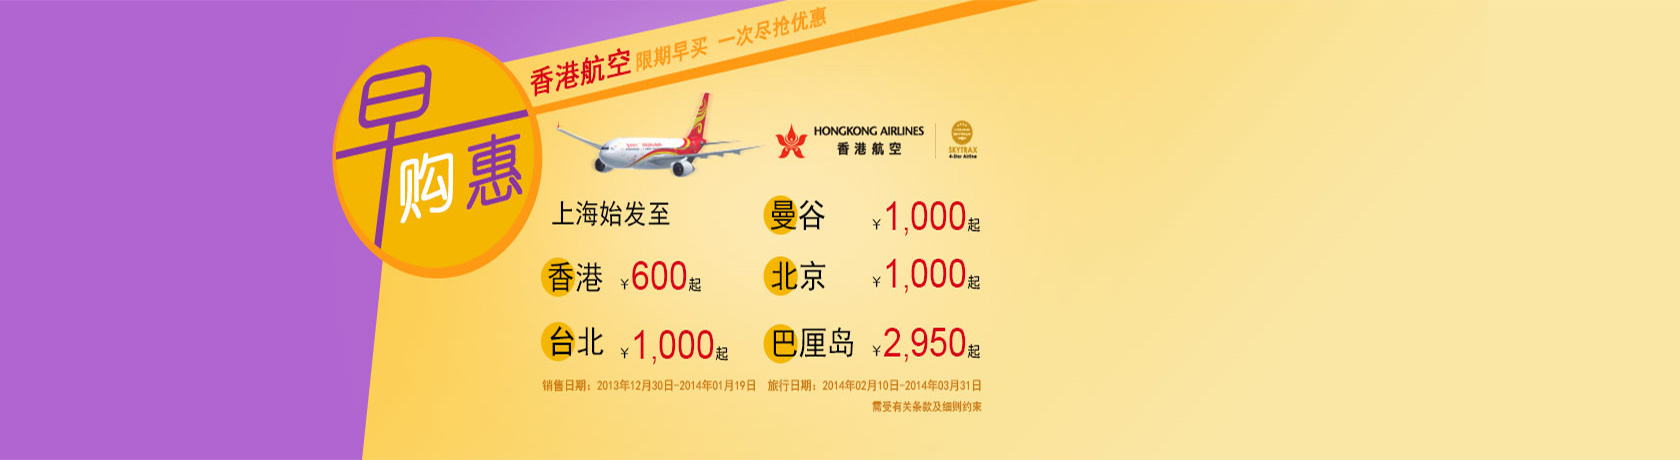 早购惠
香港航空 限期早买 一次尽抢优惠
HONGKONG AIRLINES
香港航空
SKYTRAX
4-Star Airline
上海始发至
曼谷 ¥1,000起
香港 ¥600起
北京 ¥1,000起
台北 ¥1,000起
巴厘岛 ¥2,950起
销售日期：2013年12月30日-2014年01月19日 旅行日期：2014年02月10日-2014年03月31日
需受有关条款及细则约束